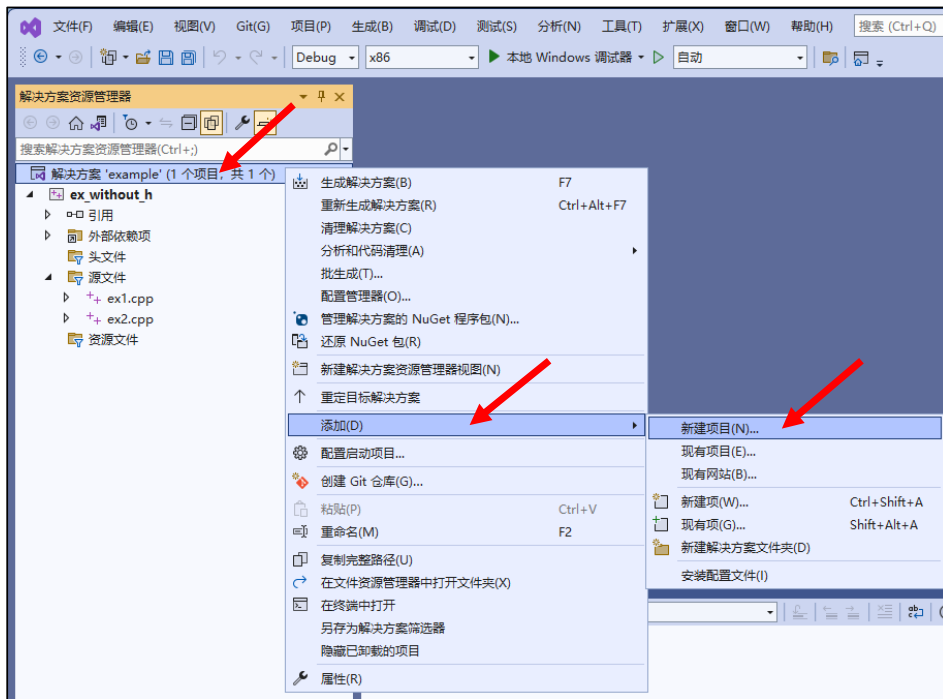 文件(F) 编辑(E) 视图(V) Git(G) 项目(P) 生成(B) 调试(D) 测试(S) 分析(N) 工具(T) 扩展(X) 窗口(W) 帮助(H) 搜索 (Ctrl+Q)
Debug x86 本地 Windows 调试器 自动
解决方案资源管理器
搜索解决方案资源管理器(Ctrl+;)
解决方案 'example' (1 个项目，共 1 个)
ex_without_h
引用
外部依赖项
头文件
源文件
ex1.cpp
ex2.cpp
资源文件
生成解决方案(B) F7
重新生成解决方案(R) Ctrl+Alt+F7
清理解决方案(C)
分析和代码清理(A)
批生成(T)...
配置管理器(O)...
管理解决方案的 NuGet 程序包(N)...
还原 NuGet 包(R)
新建解决方案资源管理器视图(N)
重定目标解决方案
添加(D)
配置启动项目...
创建 Git 仓库(G)...
粘贴(P) Ctrl+V
重命名(M) F2
复制完整路径(U)
在文件资源管理器中打开文件夹(X)
在终端中打开
另存为解决方案筛选器
隐藏已卸载的项目
属性(R)
新建项目(N)...
现有项目(E)...
现有网站(B)...
新建项(W)... Ctrl+Shift+A
现有项(G)... Shift+Alt+A
新建解决方案文件夹(D)
安装配置文件(I)